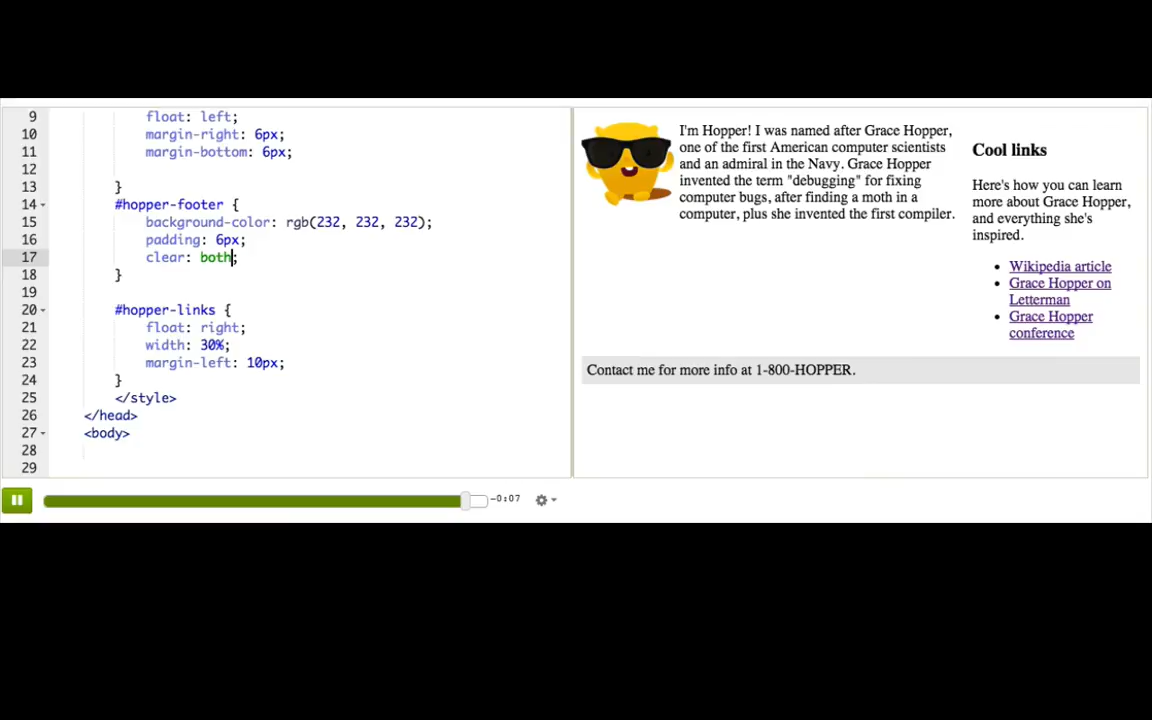 9 float: left;
10 margin-right: 6px;
11 margin-bottom: 6px;
12
13 }
14 #hopper-footer {
15 background-color: rgb(232, 232, 232);
16 padding: 6px;
17 clear: both;
18 }
19
20 #hopper-links {
21 float: right;
22 width: 30%;
23 margin-left: 10px;
24 }
25 </style>
26 </head>
27 <body>
28
29
I'm Hopper! I was named after Grace Hopper,
one of the first American computer scientists
and an admiral in the Navy. Grace Hopper
invented the term "debugging" for fixing
computer bugs, after finding a moth in a
computer, plus she invented the first compiler.
Cool links
Here's how you can learn
more about Grace Hopper,
and everything she's
inspired.
Wikipedia article
Grace Hopper on
Letterman
Grace Hopper
conference
Contact me for more info at 1-800-HOPPER.
-0:07